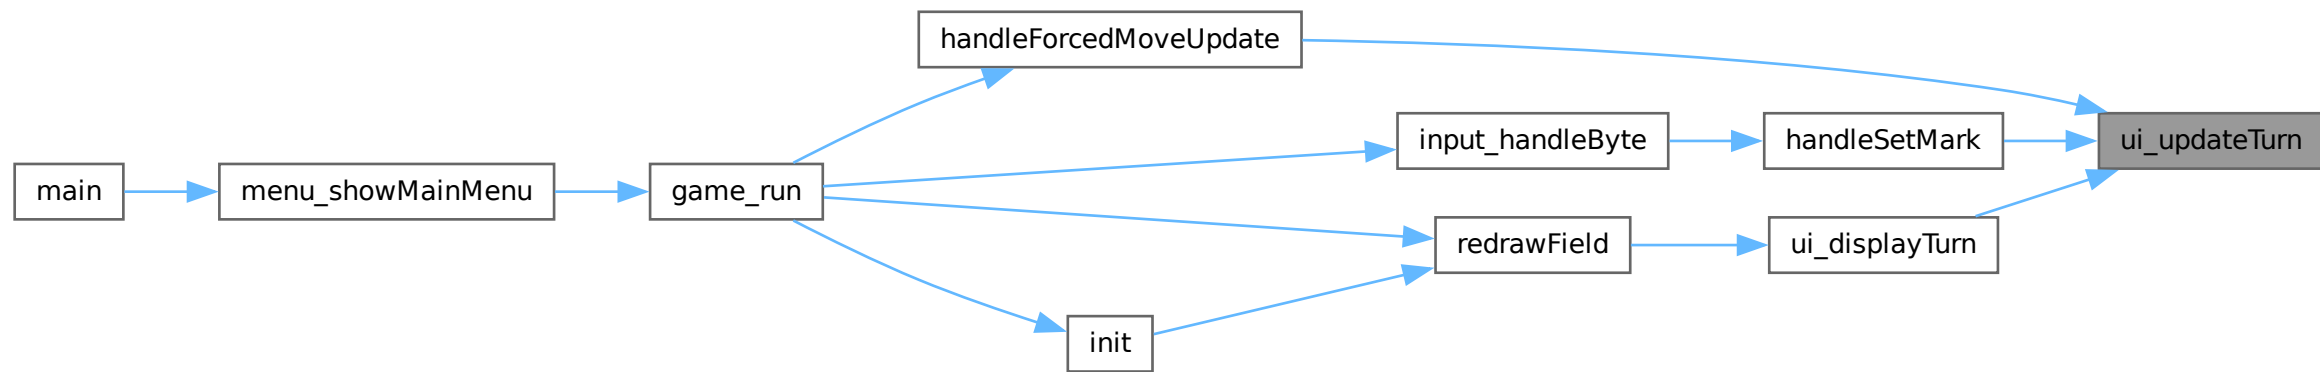 handleForcedMoveUpdate
input_handleByte
handleSetMark
ui_updateTurn
main
menu_showMainMenu
game_run
redrawField
ui_displayTurn
init